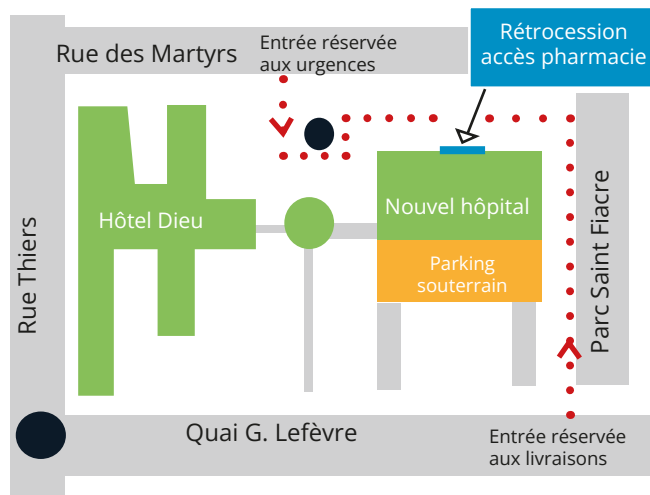 Rue des Martyrs
Entrée réservée
aux urgences
Rétrocession
accès pharmacie
Hôtel Dieu
Nouvel hôpital
Parking
souterrain
Rue Thiers
Parc Saint Fiacre
Quai G. Lefèvre
Entrée réservée
aux livraisons